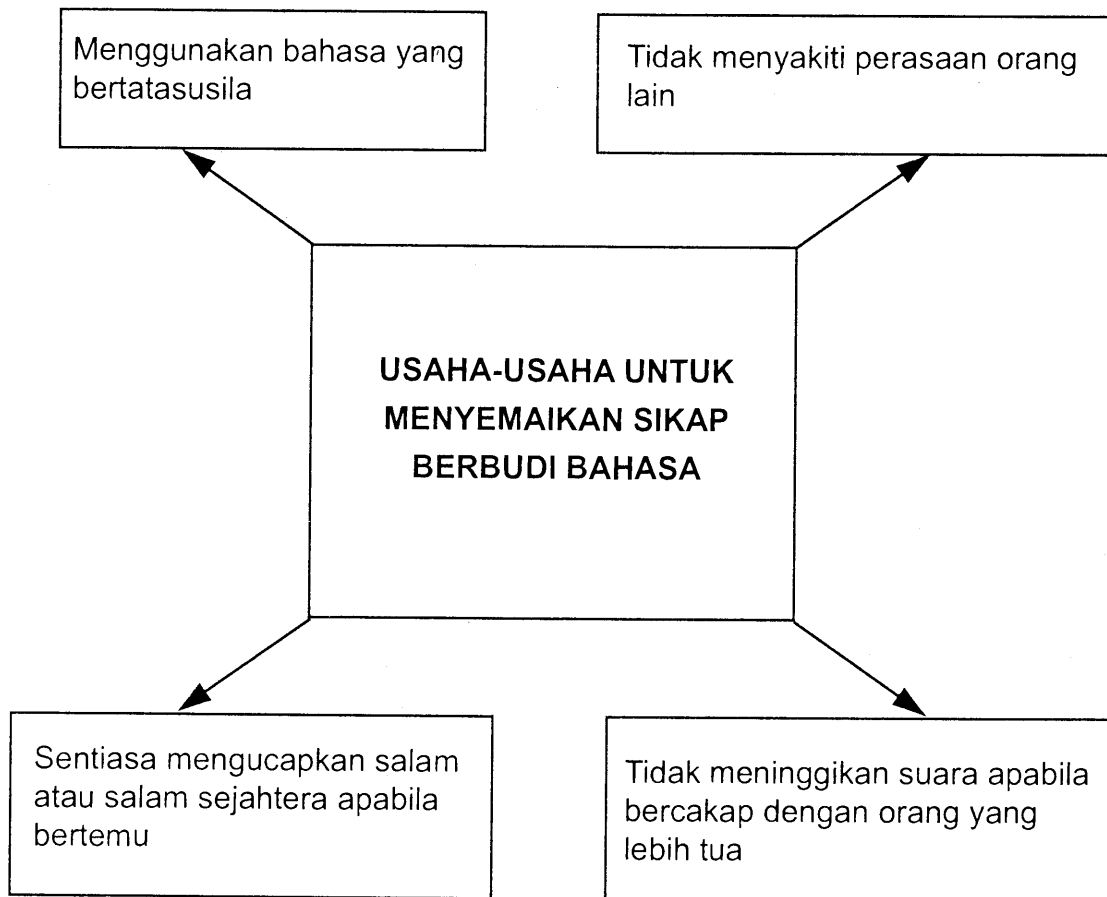 Menggunakan bahasa yang
bertatasusila
Tidak menyakiti perasaan orang
lain
USAHA-USAHA UNTUK
MENYEMAIKAN SIKAP
BERBUDI BAHASA
Sentiasa mengucapkan salam
atau salam sejahtera apabila
bertemu
Tidak meninggikan suara apabila
bercakap dengan orang yang
lebih tua